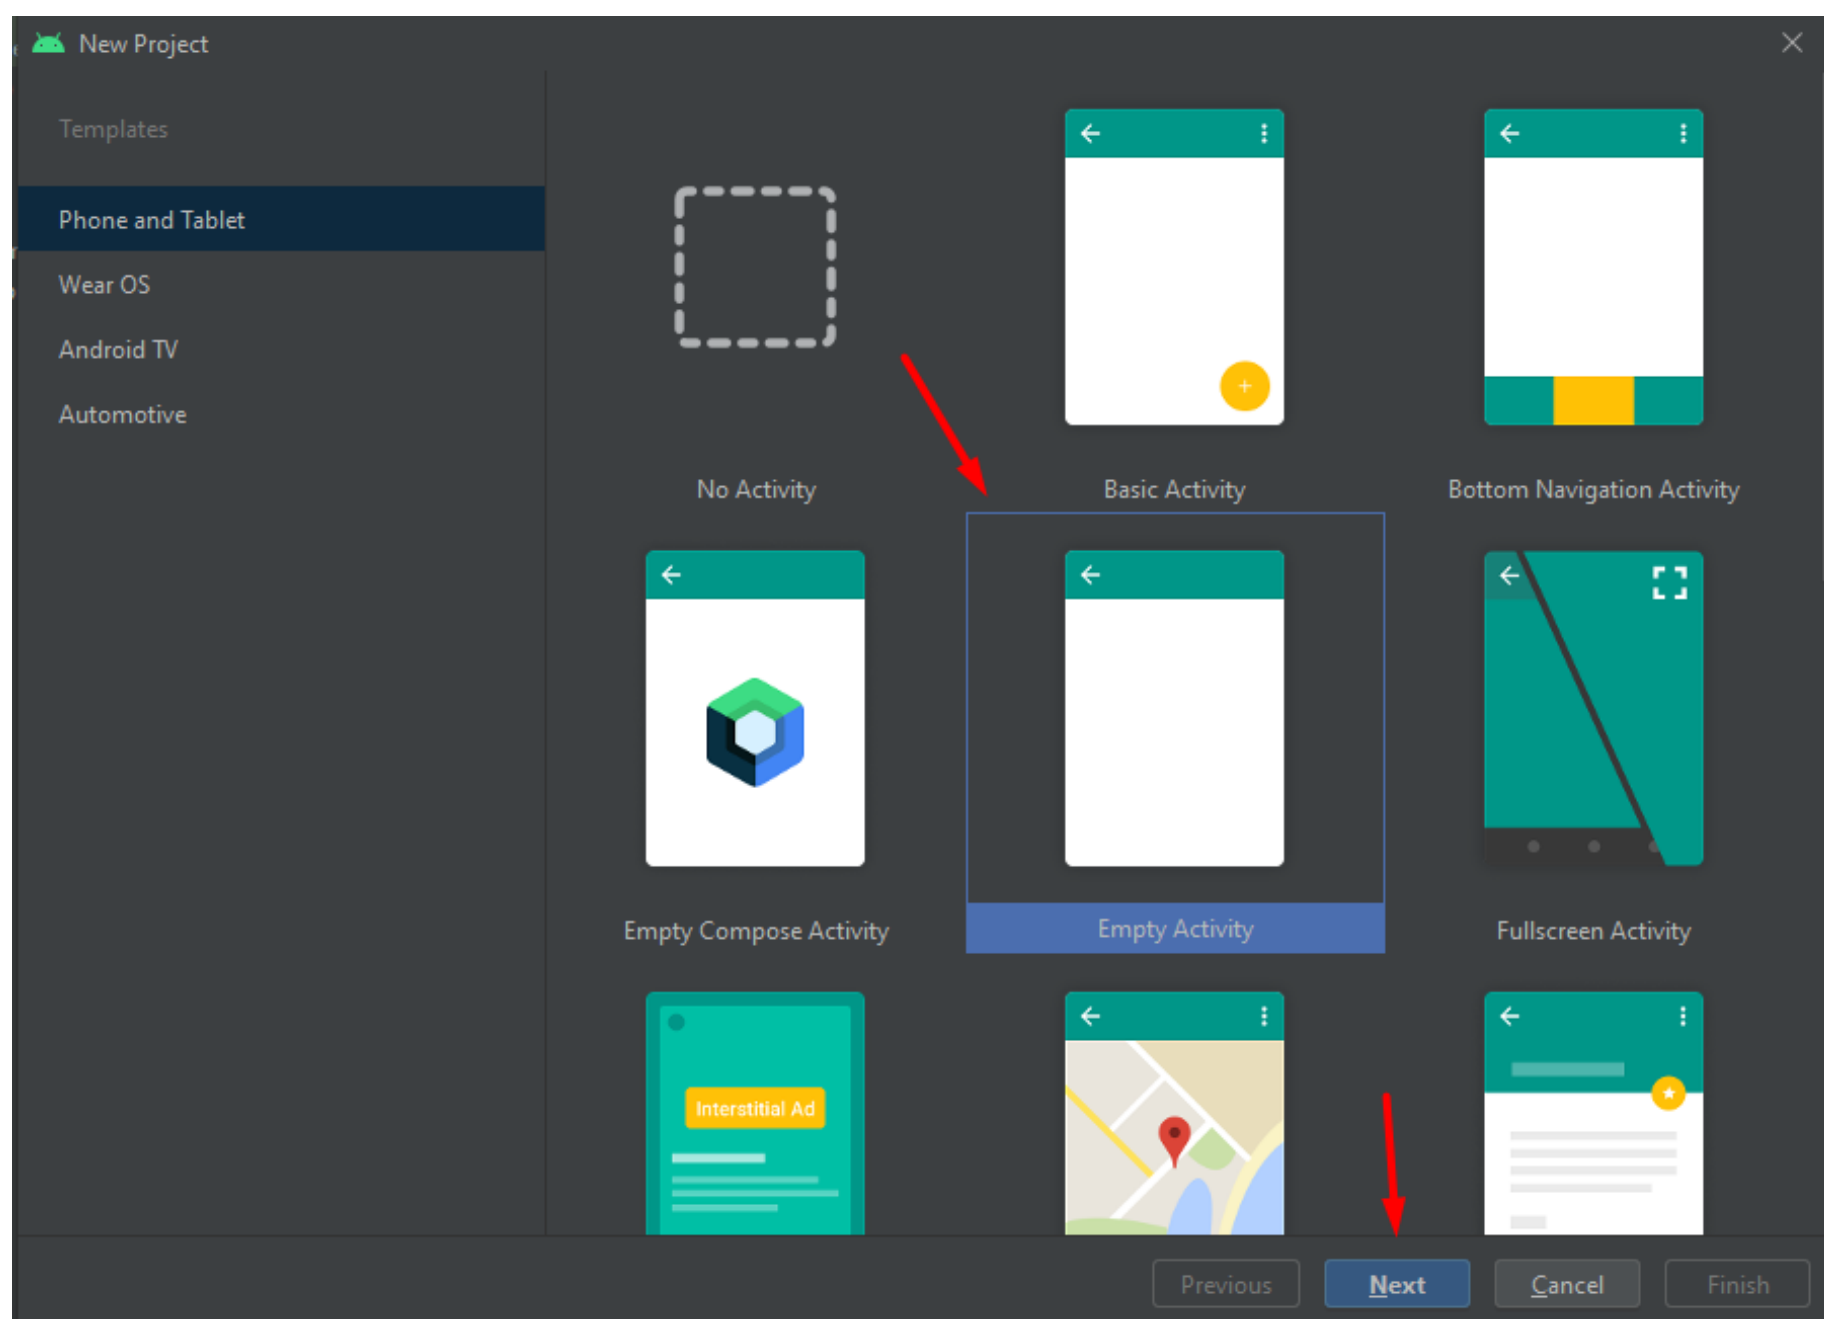 New Project
Templates
Phone and Tablet
Wear OS
Android TV
Automotive
No Activity
Basic Activity
Bottom Navigation Activity
Empty Compose Activity
Empty Activity
Fullscreen Activity
Interstitial Ad
Previous
Next
Cancel
Finish